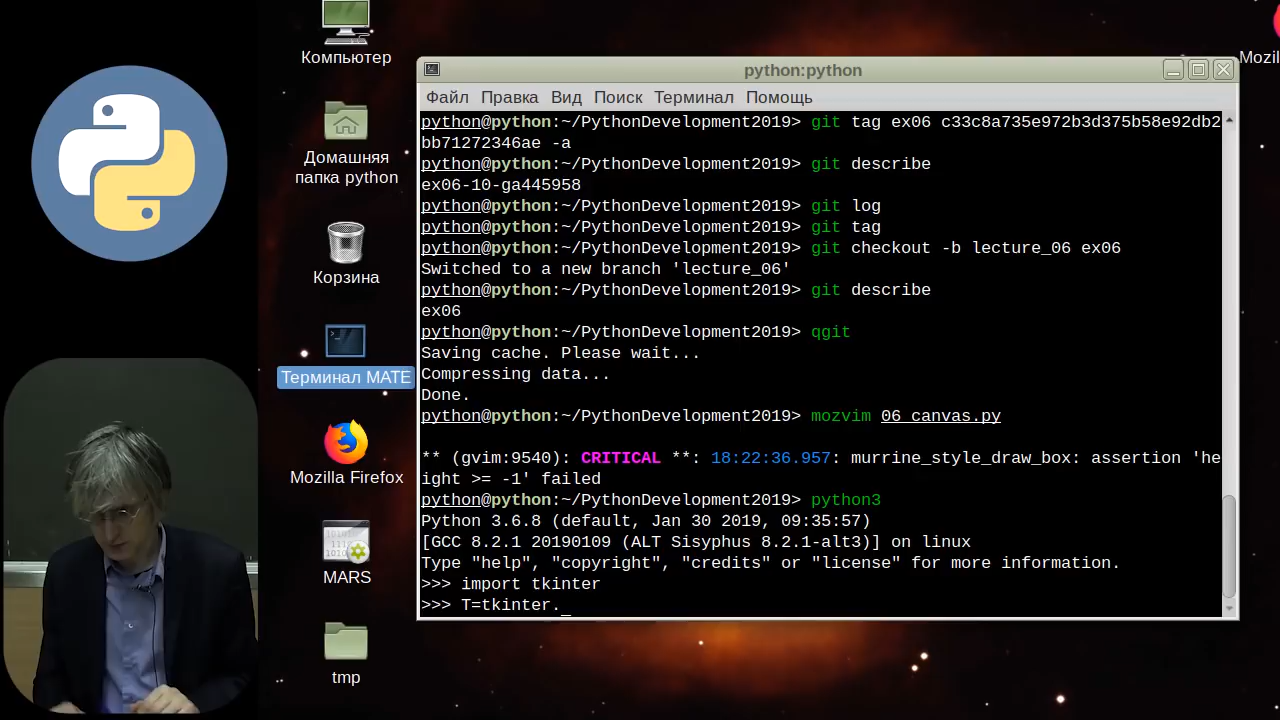 Компьютер
Домашняя
папка python
Корзина
Терминал MATE
Mozilla Firefox
MARS
tmp
Mozil
python:python
Файл Правка Вид Поиск Терминал Помощь
python@python:~/PythonDevelopment2019> git tag ex06 c33c8a735e972b3d375b58e92db2
bb71272346ae -a
python@python:~/PythonDevelopment2019> git describe
ex06-10-ga445958
python@python:~/PythonDevelopment2019> git log
python@python:~/PythonDevelopment2019> git tag
python@python:~/PythonDevelopment2019> git checkout -b lecture_06 ex06
Switched to a new branch 'lecture_06'
python@python:~/PythonDevelopment2019> git describe
ex06
python@python:~/PythonDevelopment2019> qgit
Saving cache. Please wait...
Compressing data...
Done.
python@python:~/PythonDevelopment2019> mozvim 06_canvas.py
** (gvim:9540): CRITICAL **: 18:22:36.957: murrine_style_draw_box: assertion 'he
ight >= -1' failed
python@python:~/PythonDevelopment2019> python3
Python 3.6.8 (default, Jan 30 2019, 09:35:57)
[GCC 8.2.1 20190109 (ALT Sisyphus 8.2.1-alt3)] on linux
Type "help", "copyright", "credits" or "license" for more information.
>>> import tkinter
>>> T=tkinter._